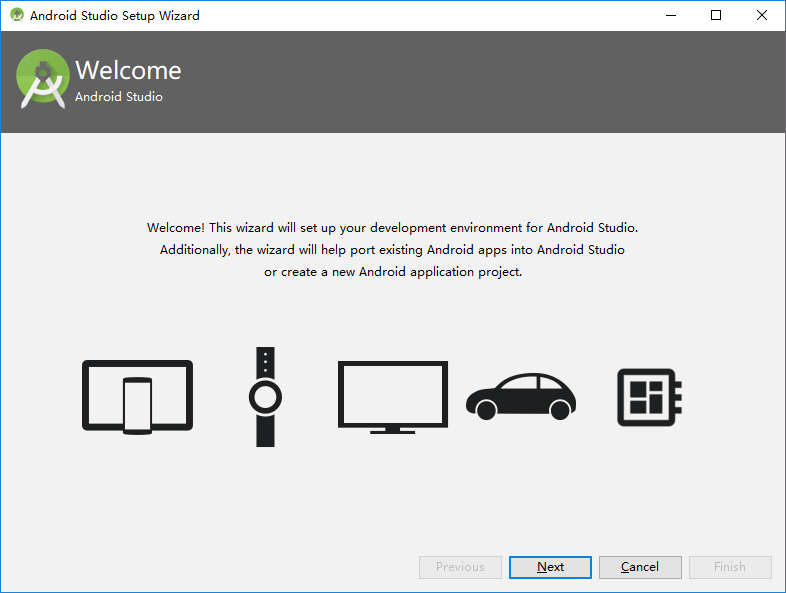 Android Studio Setup Wizard
Welcome
Android Studio
Welcome! This wizard will set up your development environment for Android Studio.
Additionally, the wizard will help port existing Android apps into Android Studio
or create a new Android application project.
Previous Next Cancel Finish